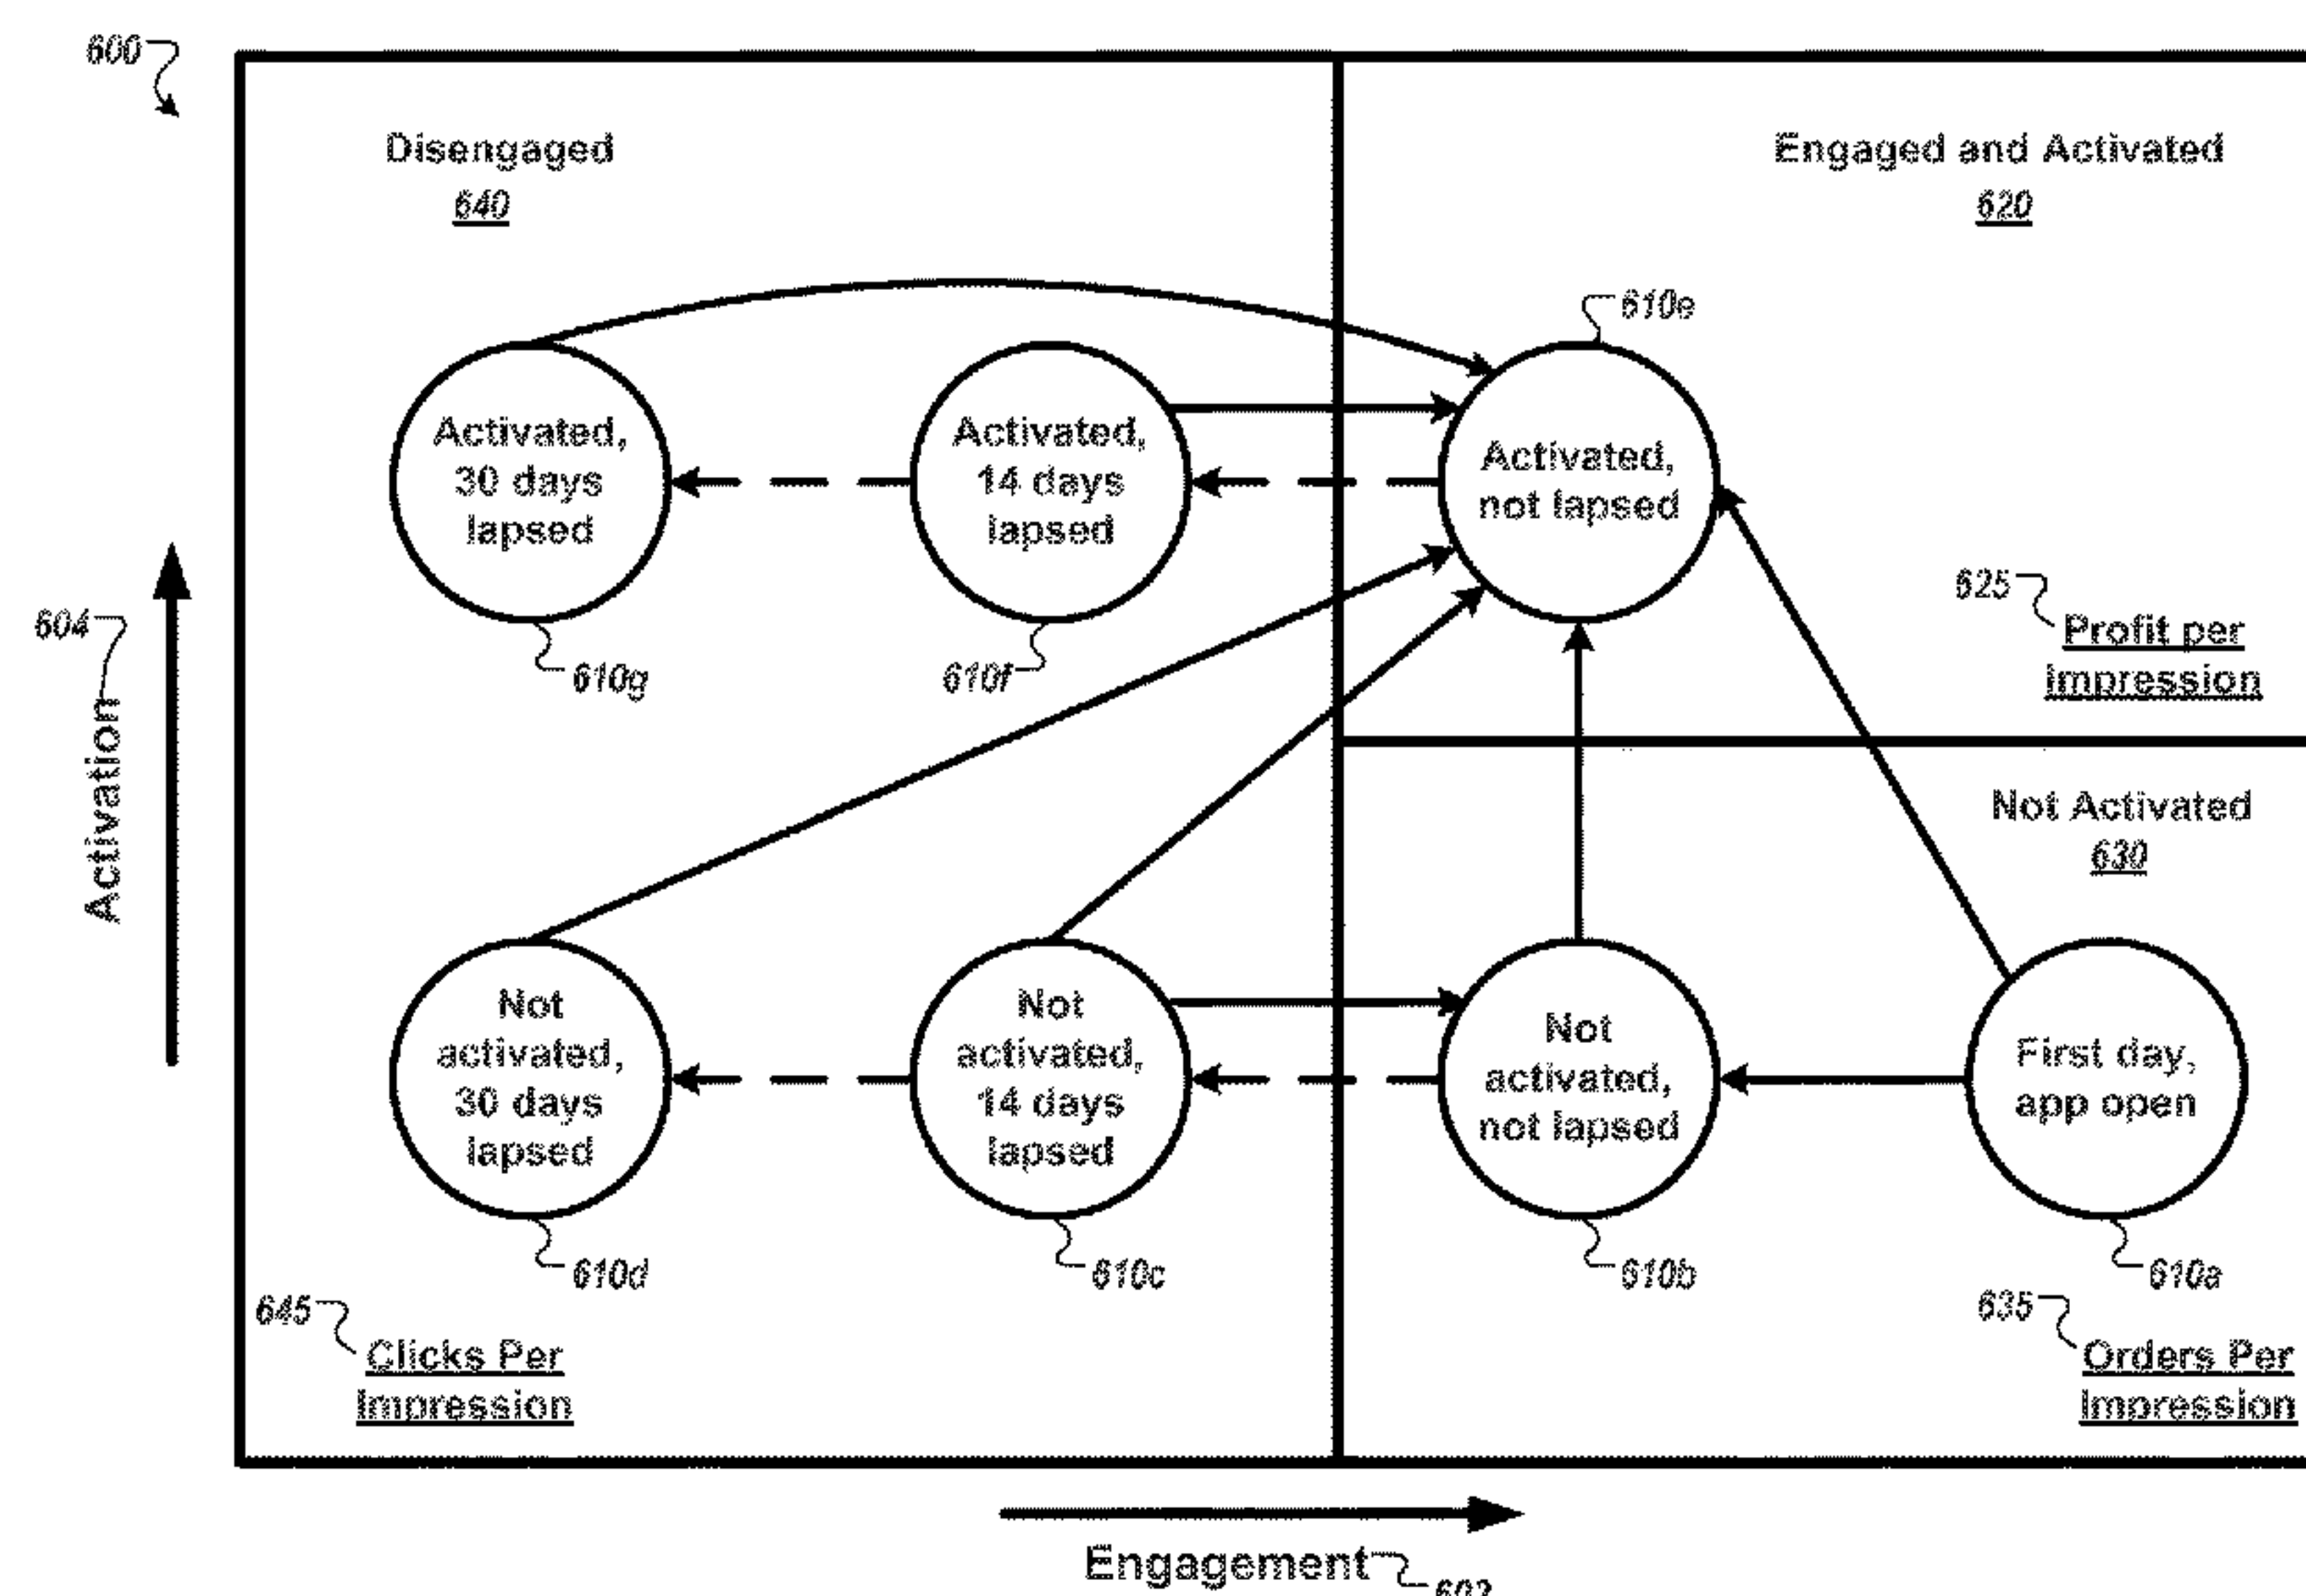 600
Disengaged
640
Engaged and Activated
620
610e
Activated,
30 days
lapsed
Activated,
14 days
lapsed
Activated,
not lapsed
604
Activation
610g
610f
625
Profit per
Impression
Not Activated
630
Not
activated,
30 days
lapsed
Not
activated,
14 days
lapsed
Not
activated,
not lapsed
First day,
app open
610d
610c
610b
610a
645
Clicks Per
Impression
635
Orders Per
Impression
Engagement
602